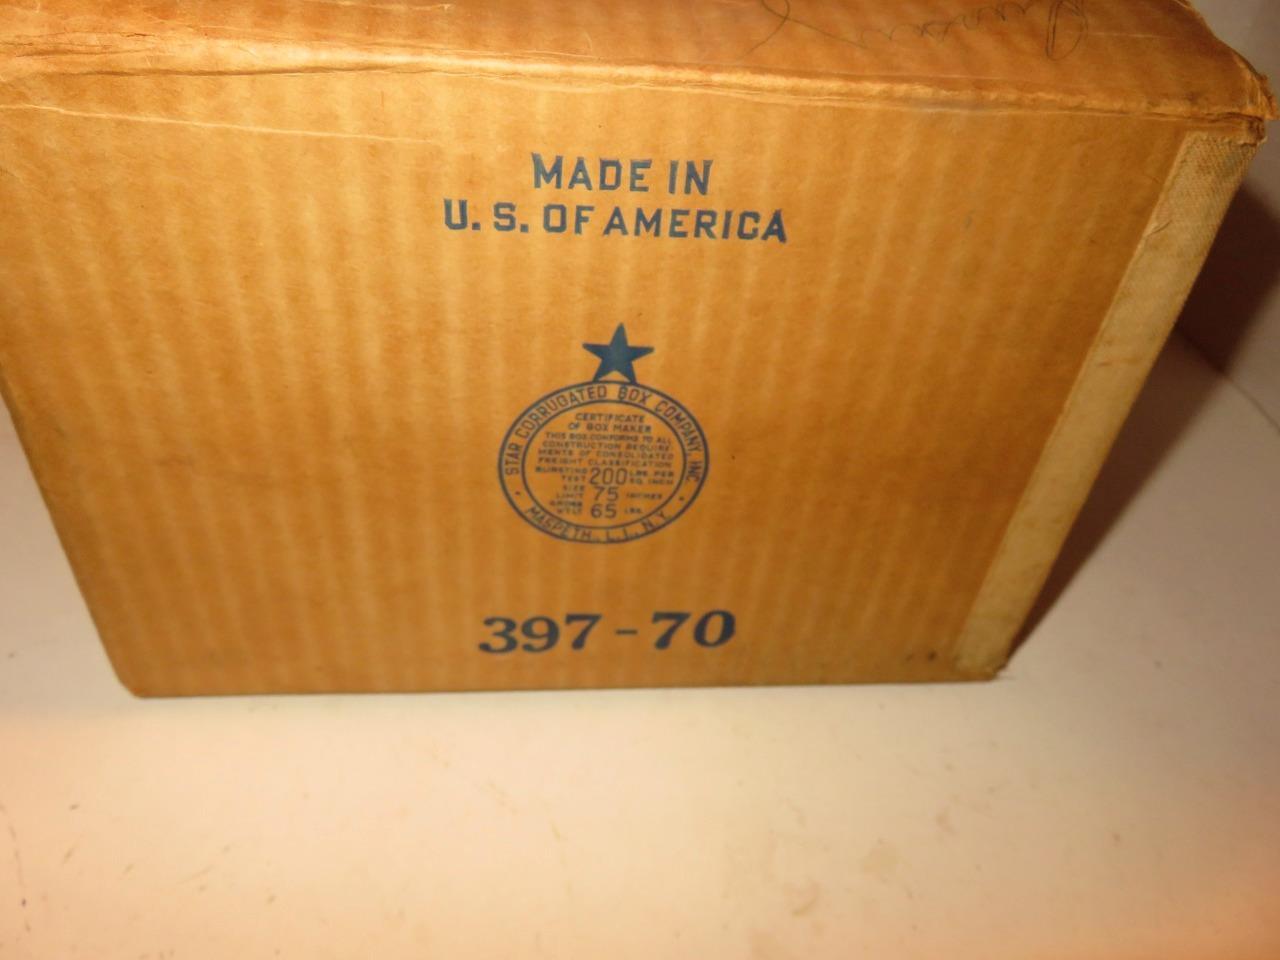 MADE IN
U. S. OF AMERICA
STAR CORRUGATED BOX COMPANY, INC.
CERTIFICATE
OF BOX MAKER
THIS BOX CONFORMS TO ALL
CONSTRUCTION REQUIRE-
MENTS OF CONSOLIDATED
FREIGHT CLASSIFICATION
BURSTING TEST 200 LBS. PER SQ. INCH
SIZE LIMIT 75 INCHES
GROSS WT. LT. 65 LBS.
MASPETH, L. I., N. Y.
397-70